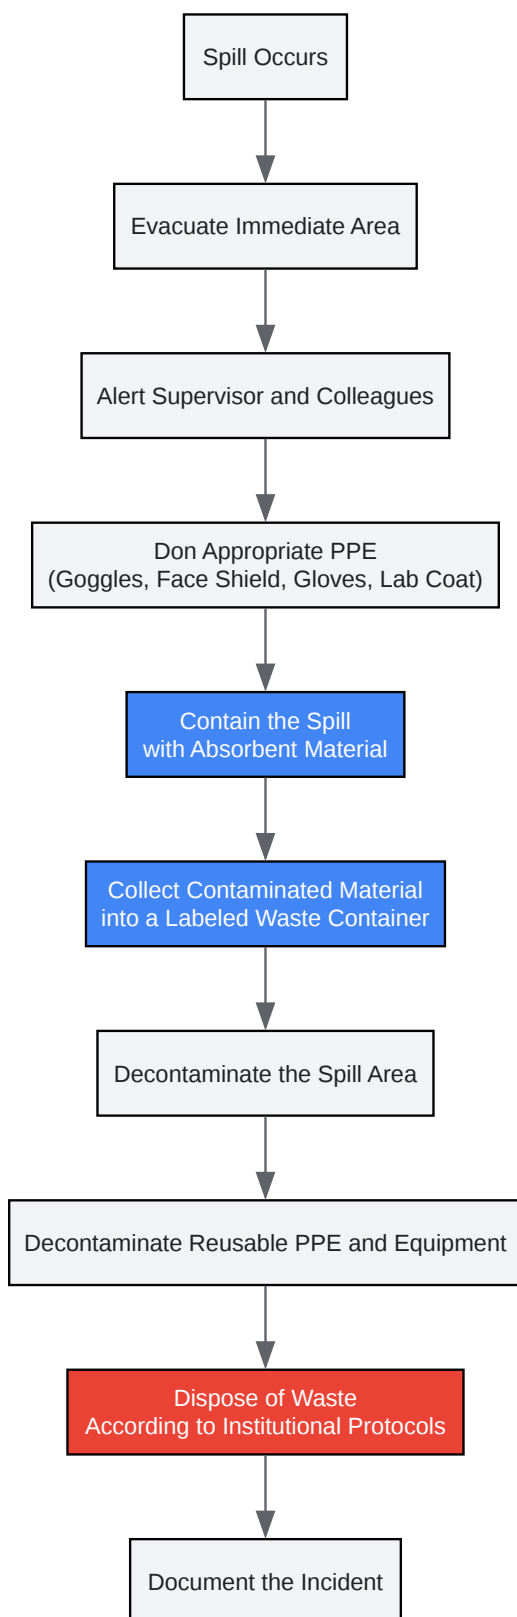 Spill Occurs
Evacuate Immediate Area
Alert Supervisor and Colleagues
Don Appropriate PPE
(Goggles, Face Shield, Gloves, Lab Coat)
Contain the Spill
with Absorbent Material
Collect Contaminated Material
into a Labeled Waste Container
Decontaminate the Spill Area
Decontaminate Reusable PPE and Equipment
Dispose of Waste
According to Institutional Protocols
Document the Incident